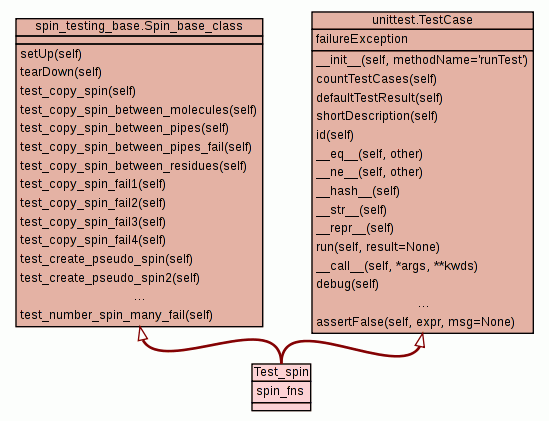 spin_testing_base.Spin_base_class
setUp(self)
tearDown(self)
test_copy_spin(self)
test_copy_spin_between_molecules(self)
test_copy_spin_between_pipes(self)
test_copy_spin_between_pipes_fail(self)
test_copy_spin_between_residues(self)
test_copy_spin_fail1(self)
test_copy_spin_fail2(self)
test_copy_spin_fail3(self)
test_copy_spin_fail4(self)
test_create_pseudo_spin(self)
test_create_pseudo_spin2(self)
...
test_number_spin_many_fail(self)
unittest.TestCase
failureException
__init__(self, methodName='runTest')
countTestCases(self)
defaultTestResult(self)
shortDescription(self)
id(self)
__eq__(self, other)
__ne__(self, other)
__hash__(self)
__str__(self)
__repr__(self)
run(self, result=None)
__call__(self, *args, **kwds)
debug(self)
...
assertFalse(self, expr, msg=None)
Test_spin
spin_fns